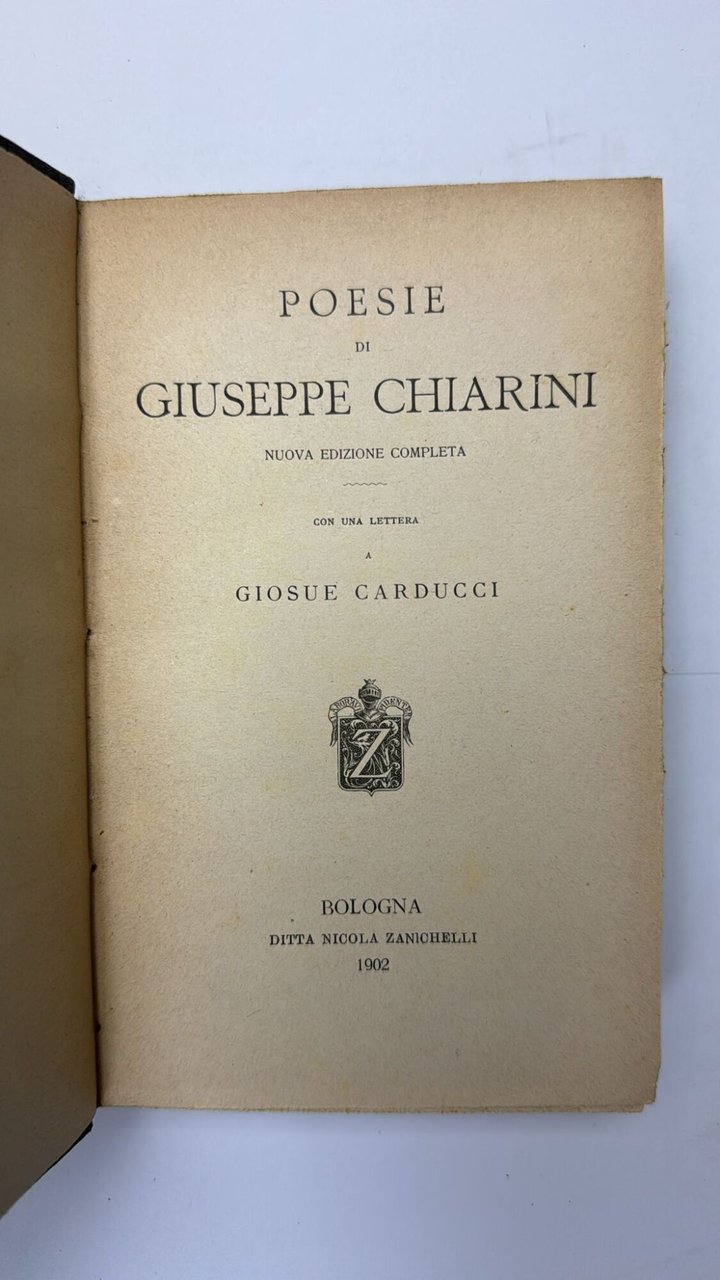 POESIE
DI
GIUSEPPE CHIARINI
NUOVA EDIZIONE COMPLETA
CON UNA LETTERA
A
GIOSUE CARDUCCI
Z
BOLOGNA
DITTA NICOLA ZANICHELLI
1902